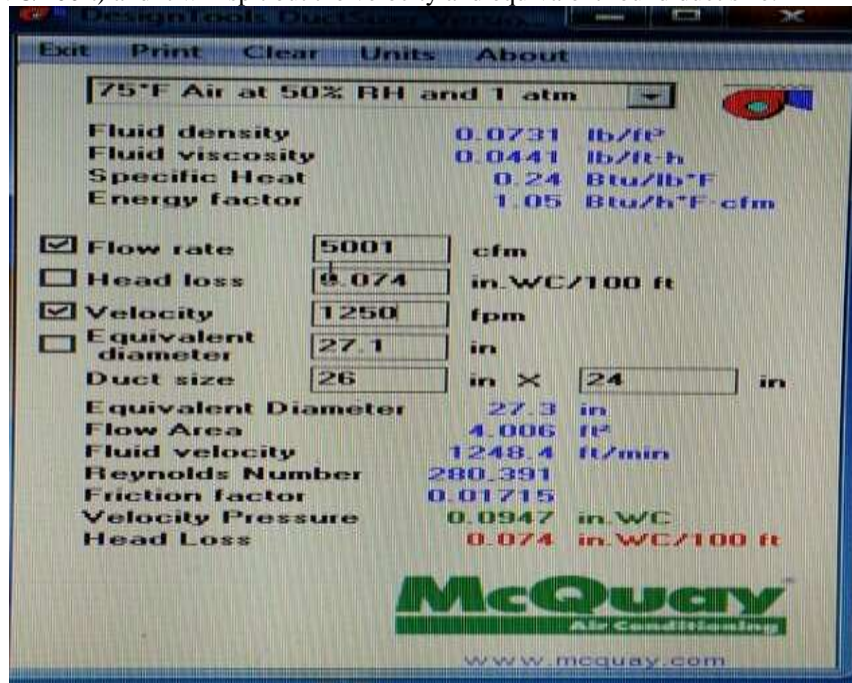 DesignTools DuctSizer
Exit Print Clear Units About
75°F Air at 50% RH and 1 atm
Fluid density 0.0731 lb/ft³
Fluid viscosity 0.0441 lb/ft·h
Specific Heat 0.24 Btu/lb°F
Energy factor 1.05 Btu/h°F·cfm
Flow rate 5001 cfm
Head loss 0.074 in.WC/100 ft
Velocity 1250 fpm
Equivalent
diameter 27.1 in
Duct size 26 in X 24 in
Equivalent Diameter 27.3 in
Flow Area 4.006 ft²
Fluid velocity 1248.4 ft/min
Reynolds Number 280,391
Friction factor 0.01715
Velocity Pressure 0.0947 in.WC
Head Loss 0.074 in.WC/100 ft
McQuay
Air Conditioning
www.mcquay.com